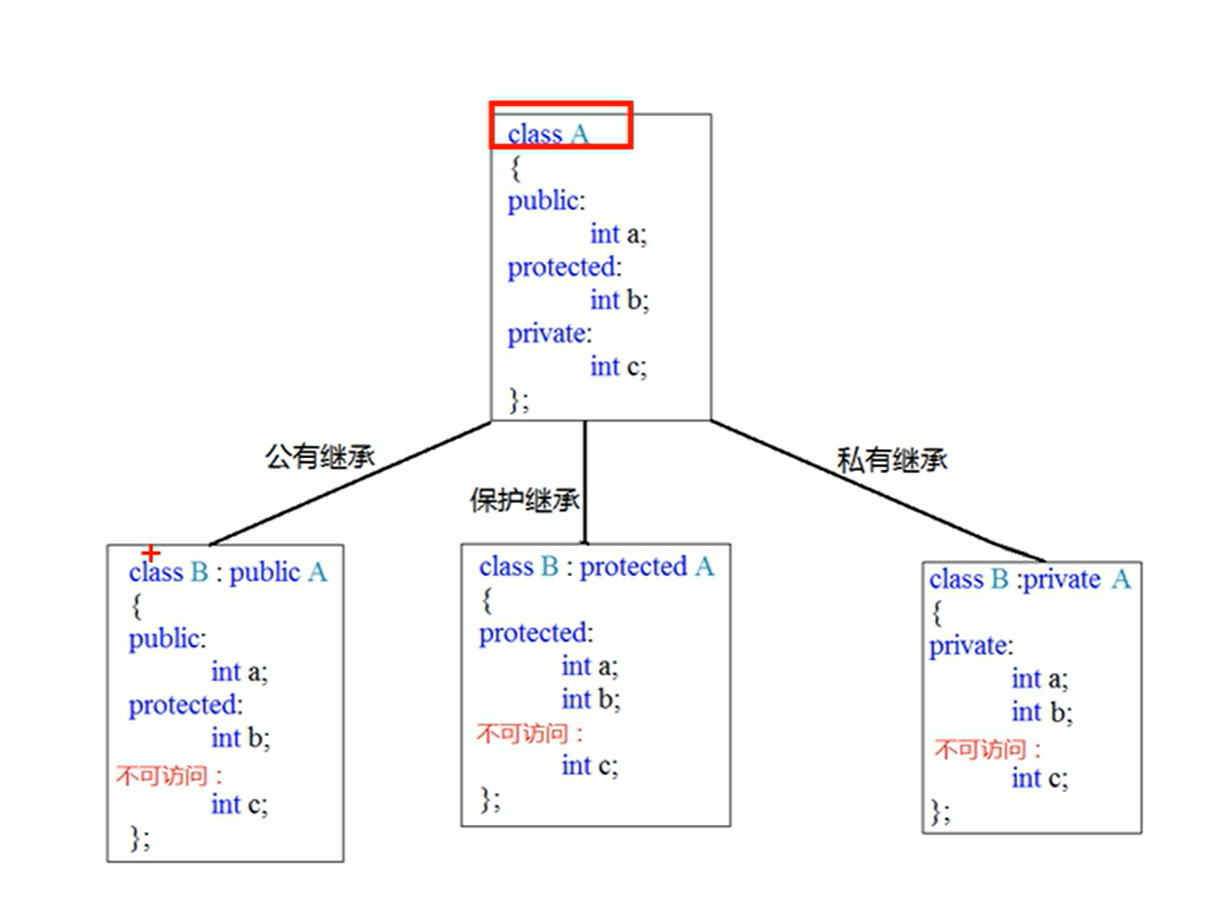 class A
{
public:
int a;
protected:
int b;
private:
int c;
};
公有继承
保护继承
私有继承
class B : public A
{
public:
int a;
protected:
int b;
不可访问：
int c;
};
class B : protected A
{
protected:
int a;
int b;
不可访问：
int c;
};
class B :private A
{
private:
int a;
int b;
不可访问：
int c;
};